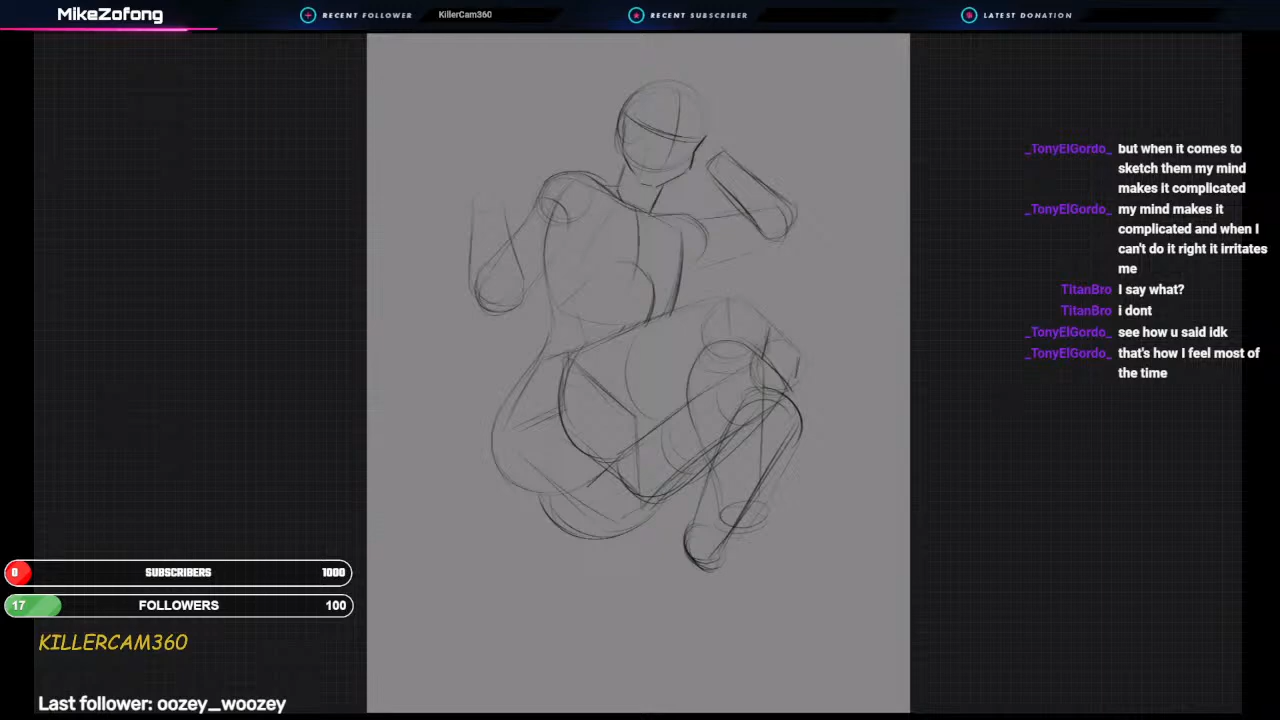 MikeZofong
RECENT FOLLOWER KillerCam360
RECENT SUBSCRIBER
LATEST DONATION
_TonyElGordo_ but when it comes to
sketch them my mind
makes it complicated
_TonyElGordo_ my mind makes it
complicated and when I
can't do it right it irritates
me
TitanBro I say what?
TitanBro i dont
_TonyElGordo_ see how u said idk
_TonyElGordo_ that's how I feel most of
the time
0 SUBSCRIBERS 1000
17 FOLLOWERS 100
KILLERCAM360
Last follower: oozey_woozey